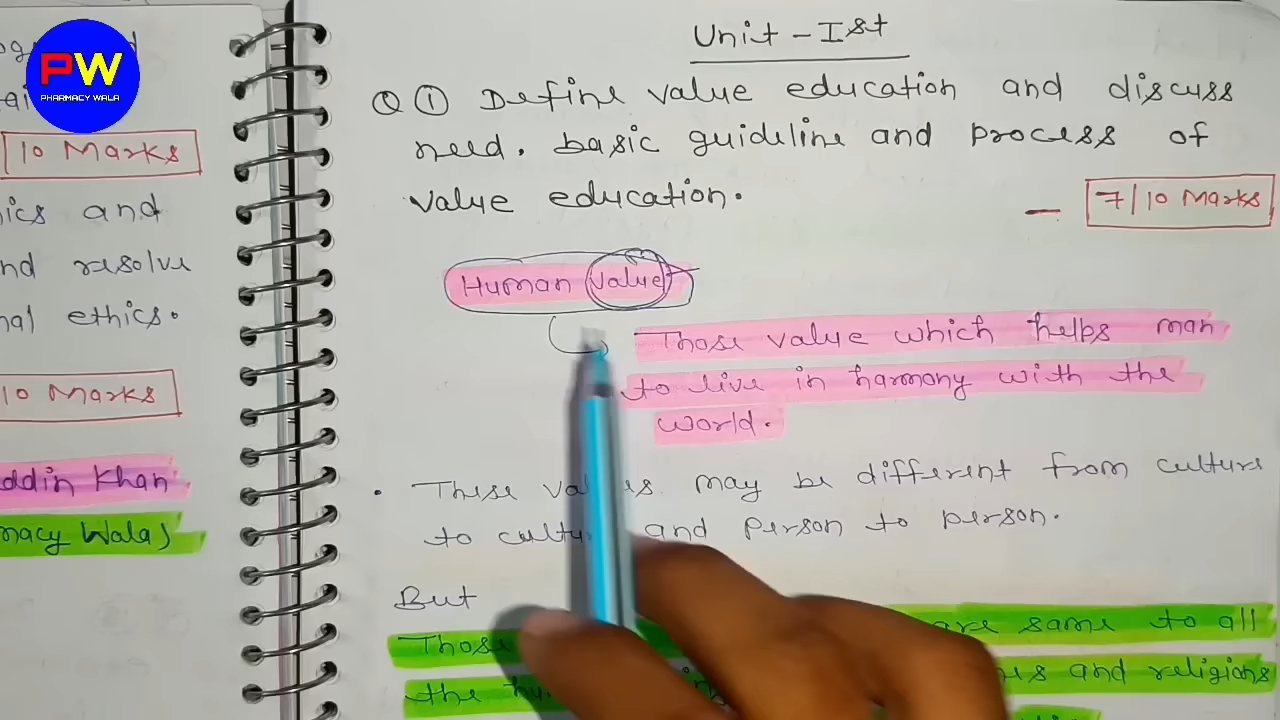 PW
PHARMACY WALA
10 Marks
ics and
nd resolve
nal ethics.
10 Marks
ddin Khan
macy Wala)
Unit - Ist
Q ① Define value education and discuss
need. basic guideline and process of
value education.
— 7/10 Marks
Human value
Those value which helps man
to live in harmony with the
world.
• These values may be different from culture
to culture and person to person.
But
Those are same to all
the and religions